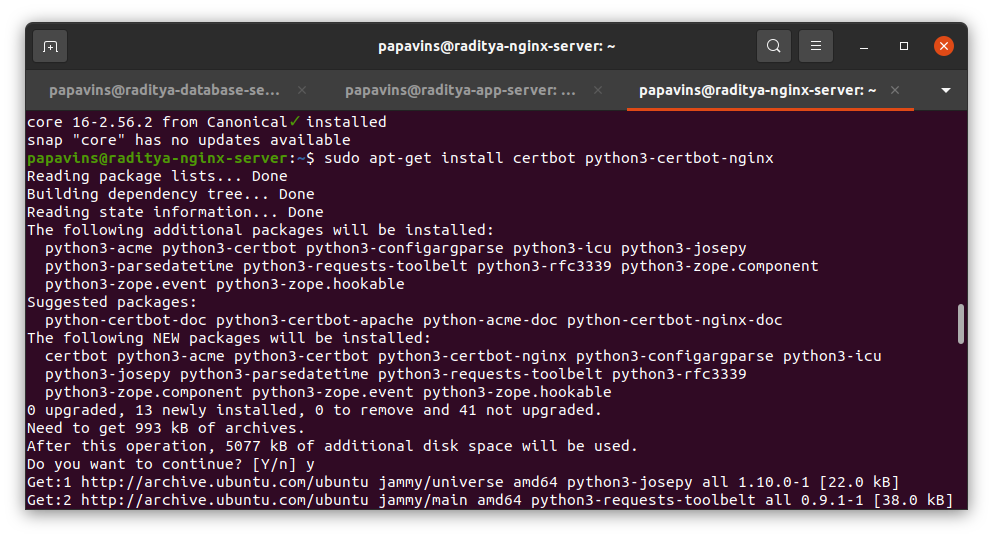 papavins@raditya-nginx-server: ~
papavins@raditya-database-se... × papavins@raditya-app-server: ... × papavins@raditya-nginx-server: ~ ×
core 16-2.56.2 from Canonical✓ installed
snap "core" has no updates available
papavins@raditya-nginx-server:~$ sudo apt-get install certbot python3-certbot-nginx
Reading package lists... Done
Building dependency tree... Done
Reading state information... Done
The following additional packages will be installed:
  python3-acme python3-certbot python3-configargparse python3-icu python3-josepy
  python3-parsedatetime python3-requests-toolbelt python3-rfc3339 python3-zope.component
  python3-zope.event python3-zope.hookable
Suggested packages:
  python-certbot-doc python3-certbot-apache python-acme-doc python-certbot-nginx-doc
The following NEW packages will be installed:
  certbot python3-acme python3-certbot python3-certbot-nginx python3-configargparse python3-icu
  python3-josepy python3-parsedatetime python3-requests-toolbelt python3-rfc3339
  python3-zope.component python3-zope.event python3-zope.hookable
0 upgraded, 13 newly installed, 0 to remove and 41 not upgraded.
Need to get 993 kB of archives.
After this operation, 5077 kB of additional disk space will be used.
Do you want to continue? [Y/n] y
Get:1 http://archive.ubuntu.com/ubuntu jammy/universe amd64 python3-josepy all 1.10.0-1 [22.0 kB]
Get:2 http://archive.ubuntu.com/ubuntu jammy/main amd64 python3-requests-toolbelt all 0.9.1-1 [38.0 kB]